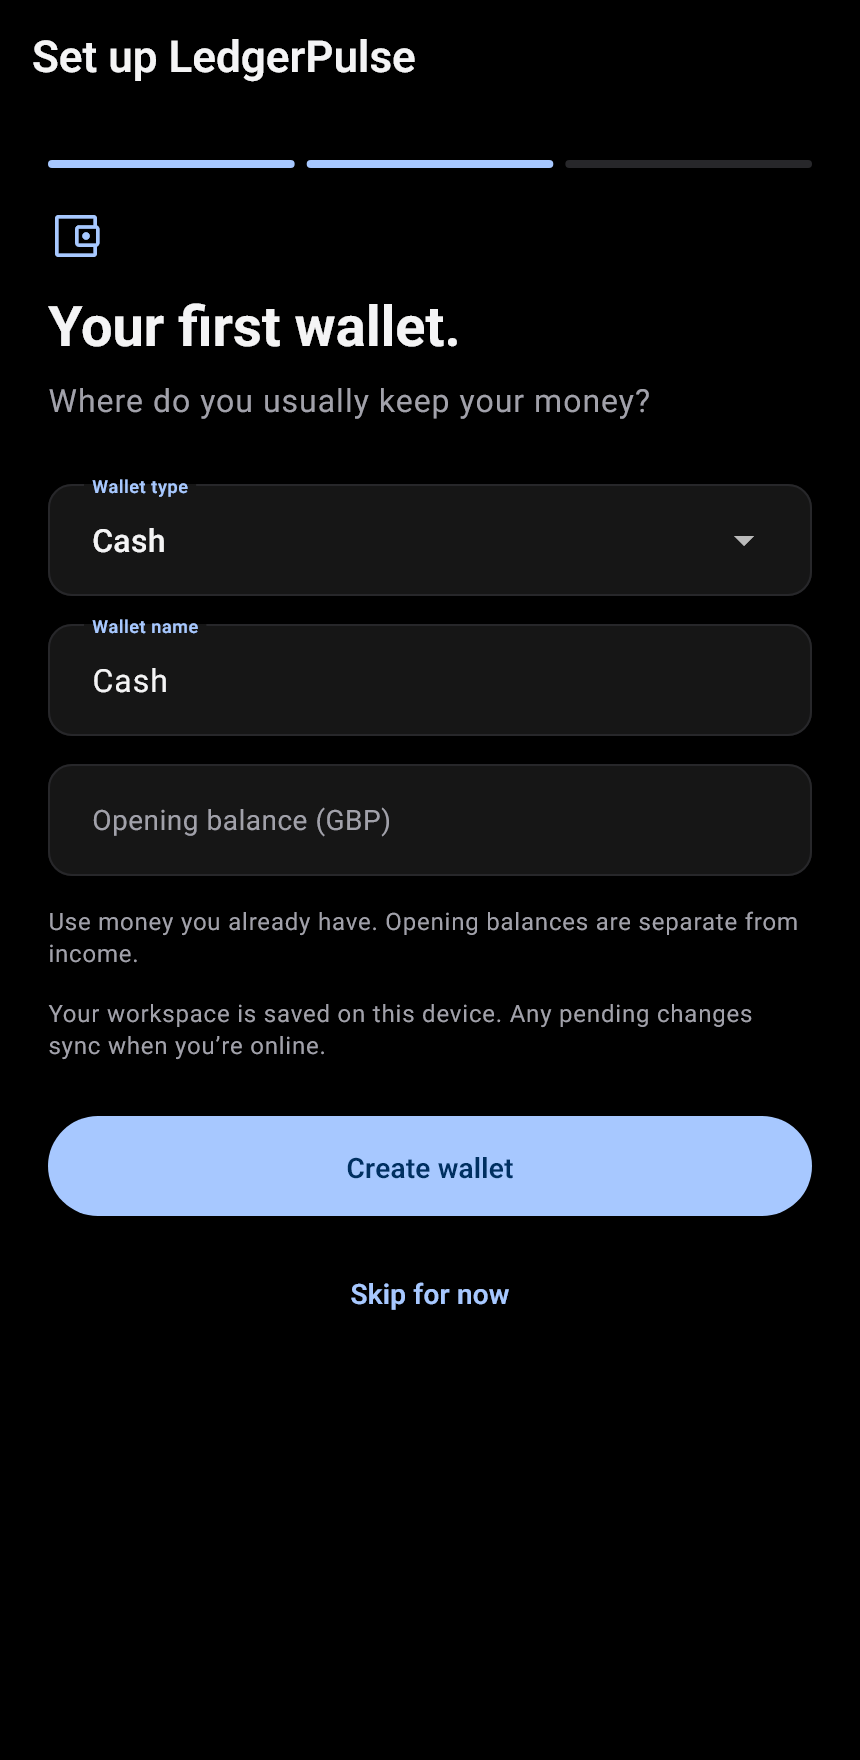 Set up LedgerPulse
Your first wallet.
Where do you usually keep your money?
Wallet type
Cash
Wallet name
Cash
Opening balance (GBP)
Use money you already have. Opening balances are separate from
income.
Your workspace is saved on this device. Any pending changes
sync when you’re online.
Create wallet
Skip for now